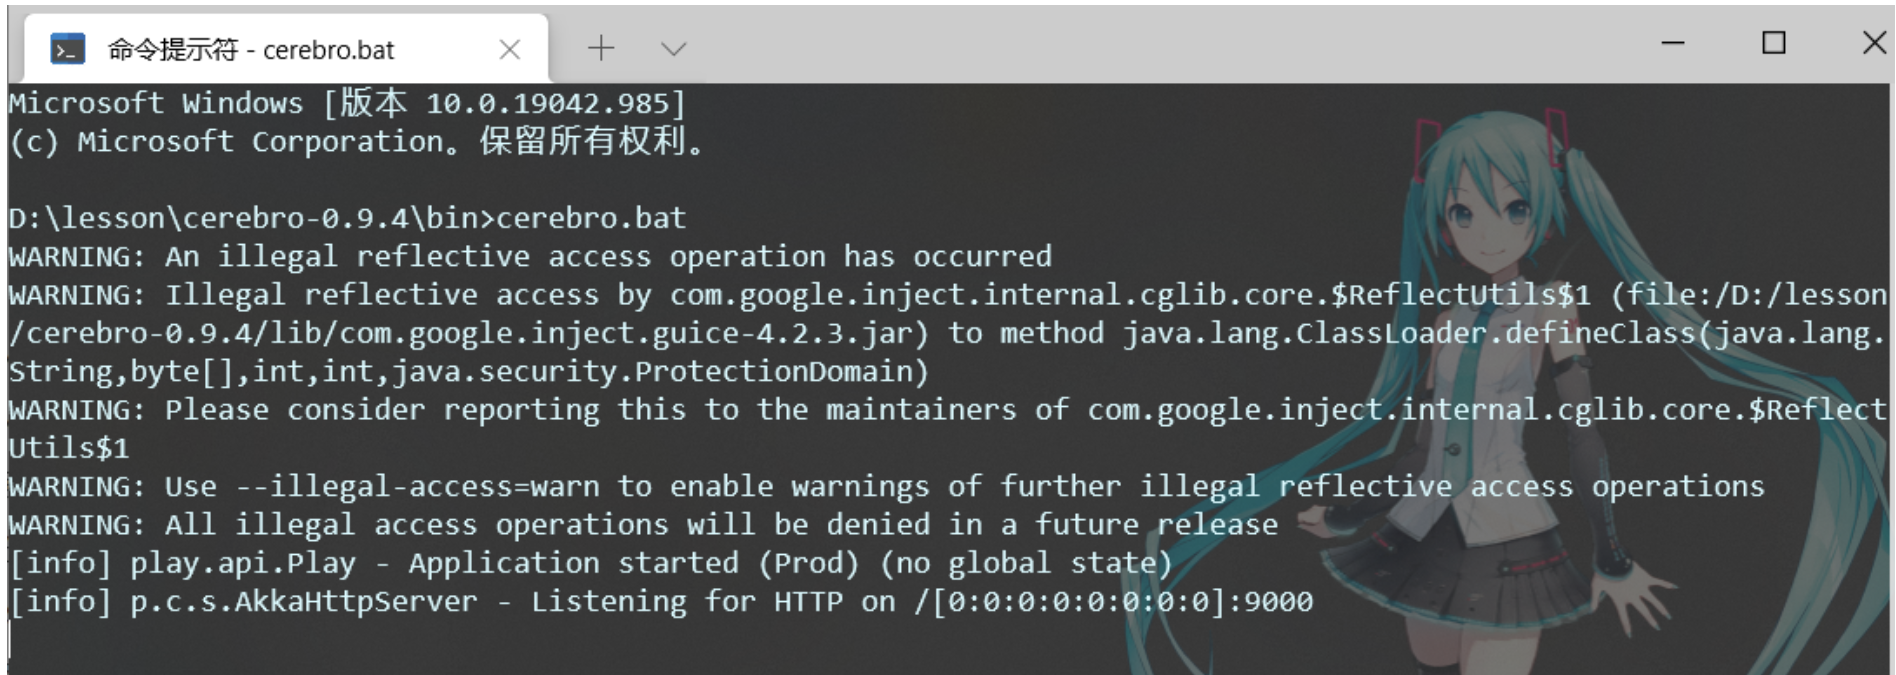 命令提示符 - cerebro.bat
Microsoft Windows [版本 10.0.19042.985]
(c) Microsoft Corporation。保留所有权利。
D:\lesson\cerebro-0.9.4\bin>cerebro.bat
WARNING: An illegal reflective access operation has occurred
WARNING: Illegal reflective access by com.google.inject.internal.cglib.core.$ReflectUtils$1 (file:/D:/lesson
/cerebro-0.9.4/lib/com.google.inject.guice-4.2.3.jar) to method java.lang.ClassLoader.defineClass(java.lang.
String,byte[],int,int,java.security.ProtectionDomain)
WARNING: Please consider reporting this to the maintainers of com.google.inject.internal.cglib.core.$Reflect
Utils$1
WARNING: Use --illegal-access=warn to enable warnings of further illegal reflective access operations
WARNING: All illegal access operations will be denied in a future release
[info] play.api.Play - Application started (Prod) (no global state)
[info] p.c.s.AkkaHttpServer - Listening for HTTP on /[0:0:0:0:0:0:0:0]:9000